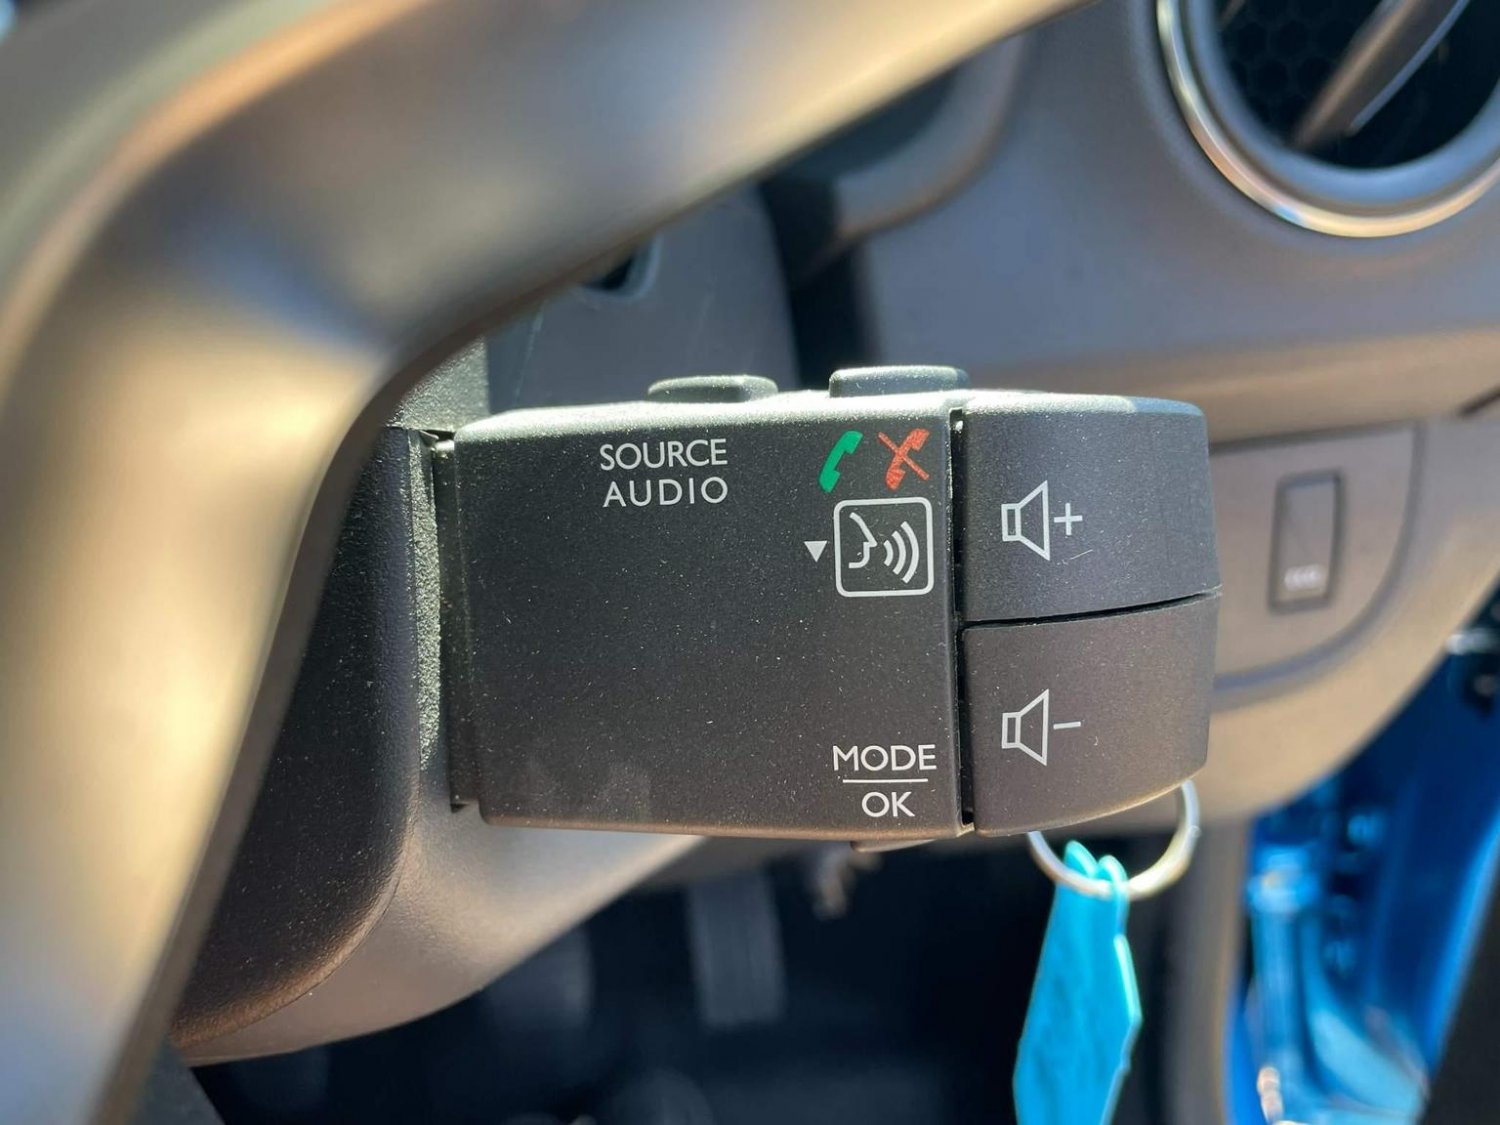 SOURCE
AUDIO
+
-
MODE
OK